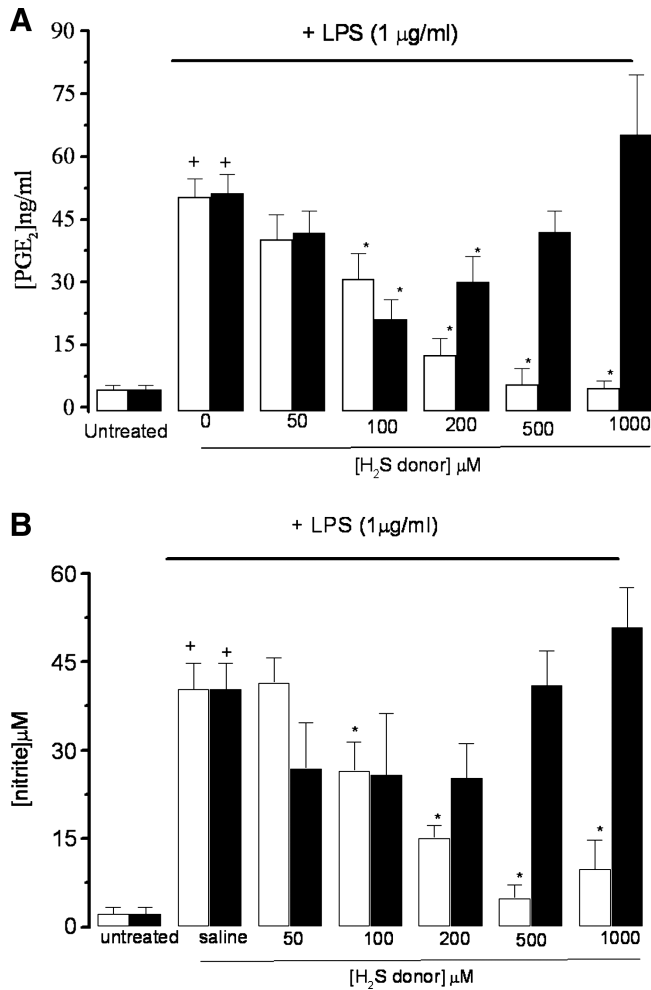 A
+ LPS (1 μg/ml)
90
75
60
45
30
15
0
[PGE₂]ng/ml
+ +
* * * * * *
Untreated 0 50 100 200 500 1000
[H₂S donor] μM
B
+ LPS (1μg/ml)
60
45
30
15
0
[nitrite]μM
+ +
* * * *
untreated saline 50 100 200 500 1000
[H₂S donor] μM